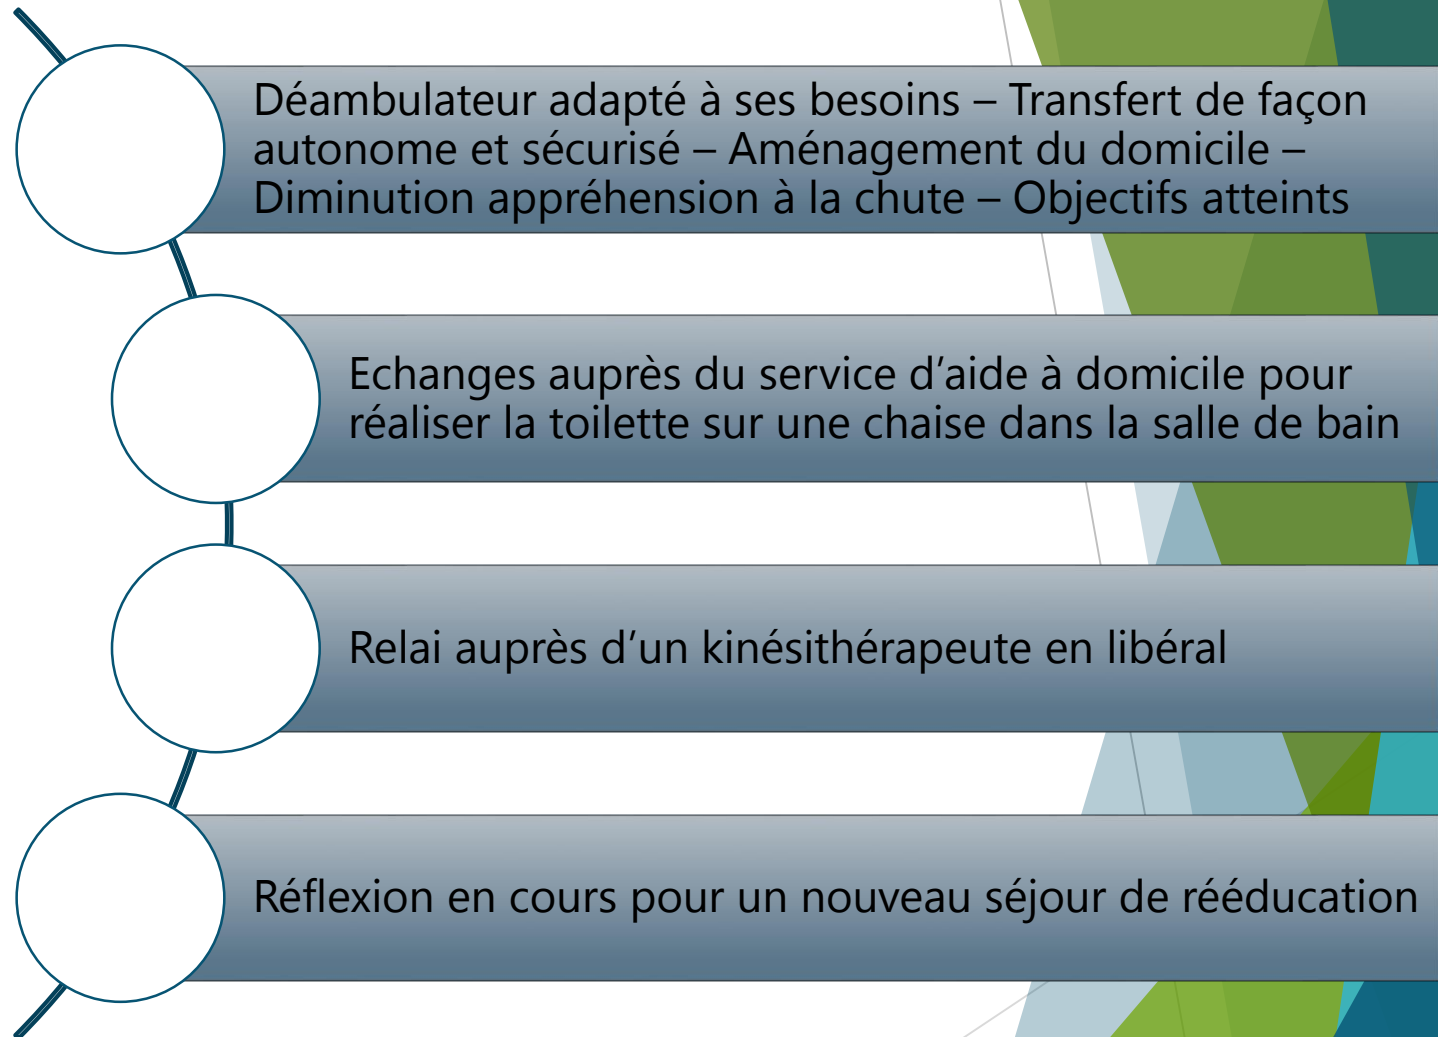 Déambulateur adapté à ses besoins – Transfert de façon
autonome et sécurisé – Aménagement du domicile –
Diminution appréhension à la chute – Objectifs atteints
Echanges auprès du service d’aide à domicile pour
réaliser la toilette sur une chaise dans la salle de bain
Relai auprès d’un kinésithérapeute en libéral
Réflexion en cours pour un nouveau séjour de rééducation